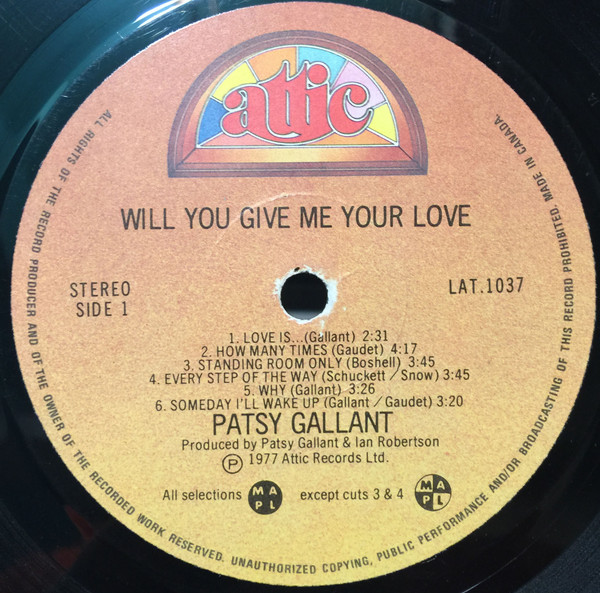 attic
WILL YOU GIVE ME YOUR LOVE
STEREO
SIDE 1
LAT.1037
1. LOVE IS...(Gallant) 2:31
2. HOW MANY TIMES (Gaudet) 4:17
3. STANDING ROOM ONLY (Boshell) 3:45
4. EVERY STEP OF THE WAY (Schuckett / Snow) 3:45
5. WHY (Gallant) 3:26
6. SOMEDAY I'LL WAKE UP (Gallant / Gaudet) 3:20
PATSY GALLANT
Produced by Patsy Gallant & Ian Robertson
Ⓟ 1977 Attic Records Ltd.
All selections MAPL except cuts 3 & 4 MAPL
ALL RIGHTS OF THE RECORD PRODUCER AND OF THE OWNER OF THE RECORDED WORK RESERVED. UNAUTHORIZED COPYING, PUBLIC PERFORMANCE AND/OR BROADCASTING OF THIS RECORD PROHIBITED. MADE IN CANADA.